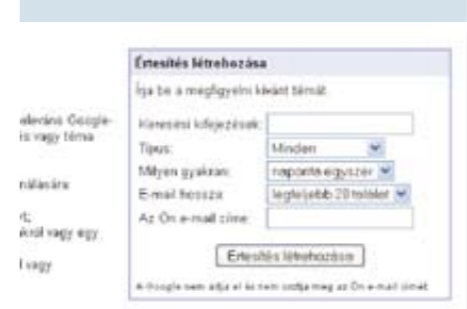 Értesítés létrehozása
Írja be a megfigyelni kívánt témát.
Keresési kifejezések:
Típus: Minden
Milyen gyakran: naponta egyszer
E-mail hossza: legfeljebb 20 találat
Az Ön e-mail címe:
Értesítés létrehozása
A Google nem adja el és nem osztja meg az Ön e-mail címét.
releváns Google-
is vagy téma
nálására
rt,
król vagy egy
l vagy